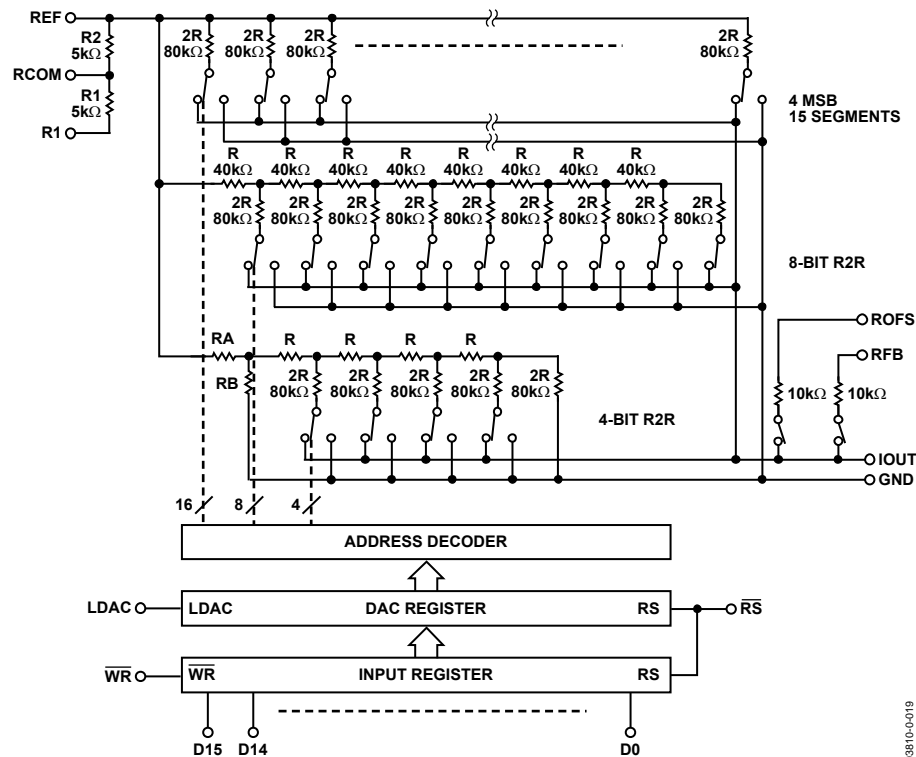 REF
R2
5kΩ
RCOM
R1
5kΩ
R1
2R
80kΩ
2R
80kΩ
2R
80kΩ
2R
80kΩ
4 MSB
15 SEGMENTS
R
40kΩ
R
40kΩ
R
40kΩ
R
40kΩ
R
40kΩ
R
40kΩ
R
40kΩ
R
40kΩ
2R
80kΩ
2R
80kΩ
2R
80kΩ
2R
80kΩ
2R
80kΩ
2R
80kΩ
2R
80kΩ
2R
80kΩ
2R
80kΩ
8-BIT R2R
RA
R
R
R
R
RB
2R
80kΩ
2R
80kΩ
2R
80kΩ
2R
80kΩ
2R
80kΩ
4-BIT R2R
ROFS
RFB
10kΩ
10kΩ
IOUT
GND
16
8
4
ADDRESS DECODER
LDAC
LDAC
DAC REGISTER
RS
R̅S̅
W̅R̅
W̅R̅
INPUT REGISTER
RS
D15
D14
D0
3810-0-019